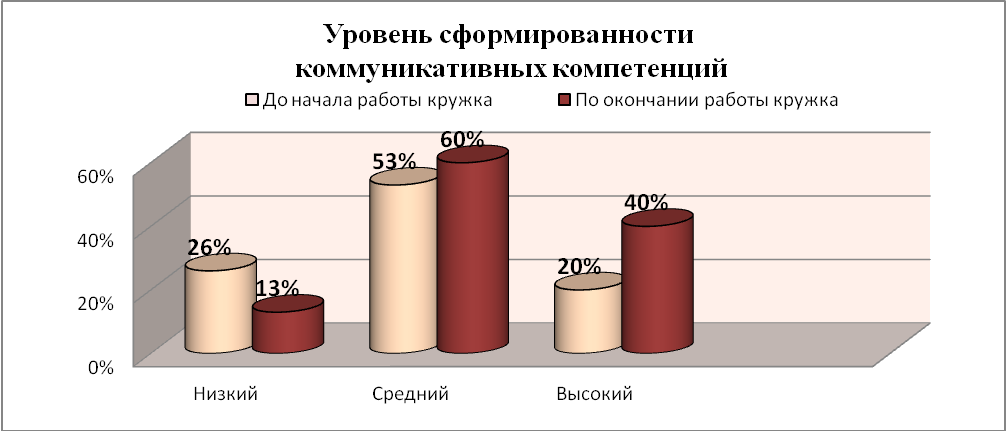 Уровень сформированности
коммуникативных компетенций
До начала работы кружка По окончании работы кружка
60%
53%
60%
40%
40%
26%
20%
20%
13%
0%
Низкий Средний Высокий